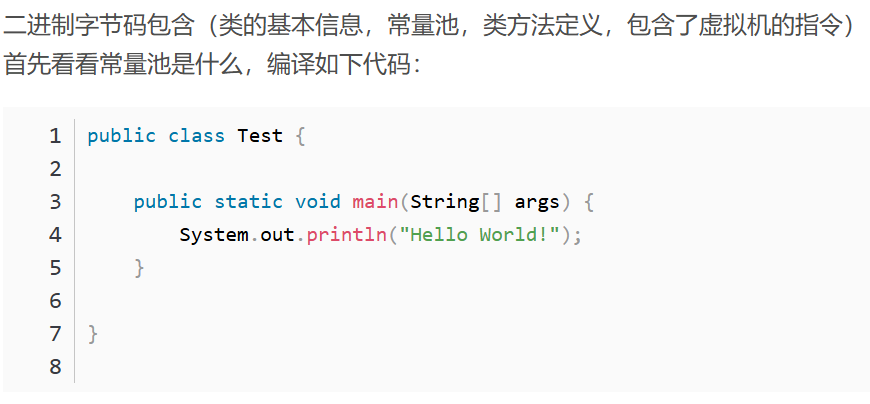 二进制字节码包含（类的基本信息，常量池，类方法定义，包含了虚拟机的指令）
首先看看常量池是什么，编译如下代码：
1 public class Test {
2
3     public static void main(String[] args) {
4         System.out.println("Hello World!");
5     }
6
7 }
8